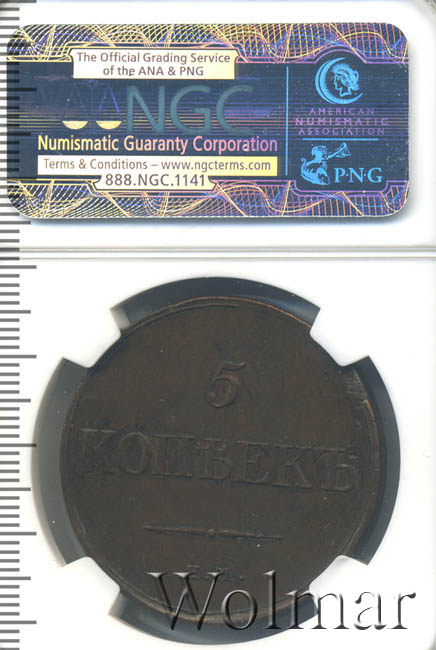 The Official Grading Service
of the ANA & PNG
NGC
Numismatic Guaranty Corporation
Terms & Conditions – www.ngcterms.com
888.NGC.1141
AMERICAN
NUMISMATIC
ASSOCIATION
P·N·G
5
КОПѢЕКЪ
Wolmar